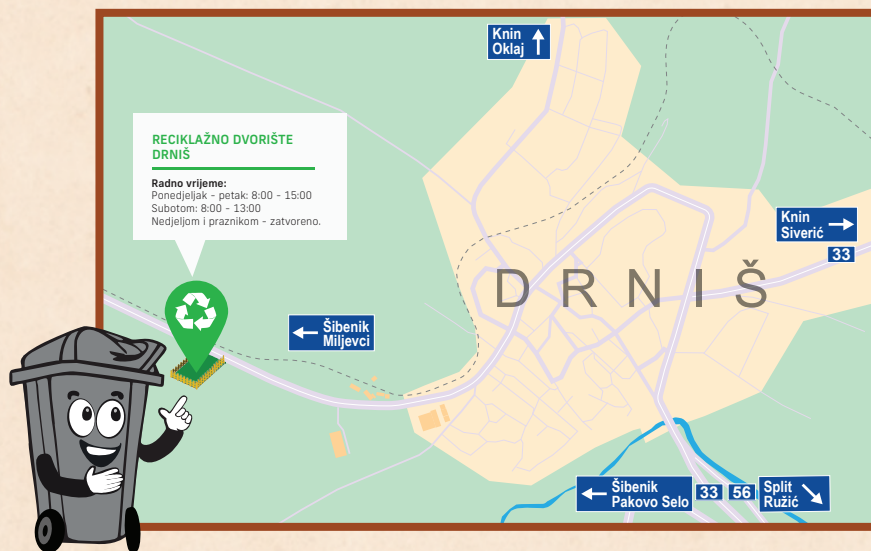 Knin
Oklaj
RECIKLAŽNO DVORIŠTE
DRNIŠ
Radno vrijeme:
Ponedjeljak - petak: 8:00 - 15:00
Subotom: 8:00 - 13:00
Nedjeljom i praznikom - zatvoreno.
Knin
Siverić
33
DRNIŠ
Šibenik
Miljevci
Šibenik
Pakovo Selo
33
56
Split
Ružić